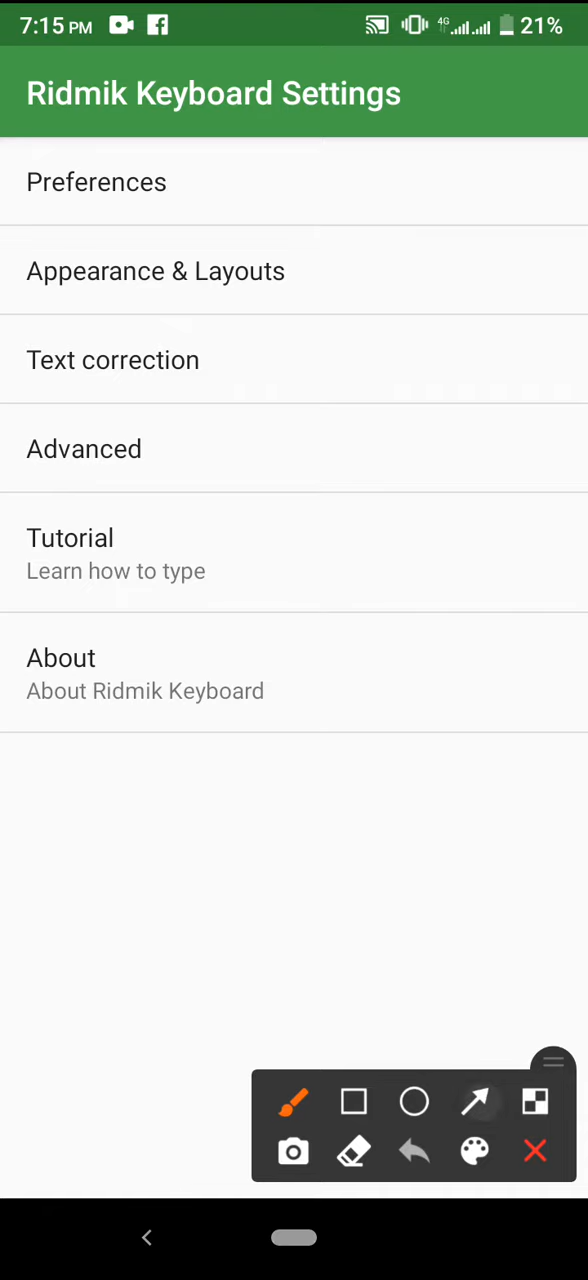 7:15 PM
4G
21%
Ridmik Keyboard Settings
Preferences
Appearance & Layouts
Text correction
Advanced
Tutorial
Learn how to type
About
About Ridmik Keyboard